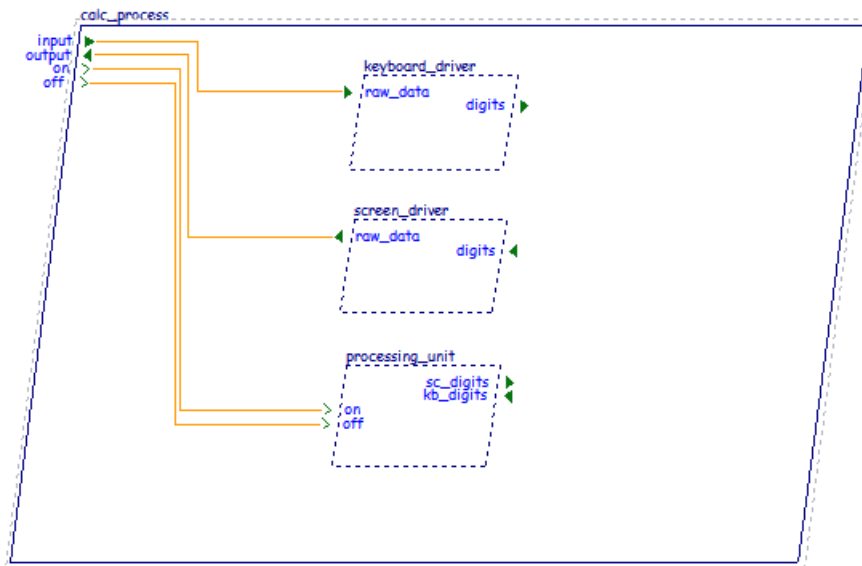 calc_process
input
output
on
off
keyboard_driver
raw_data
digits
screen_driver
raw_data
digits
processing_unit
sc_digits
kb_digits
on
off